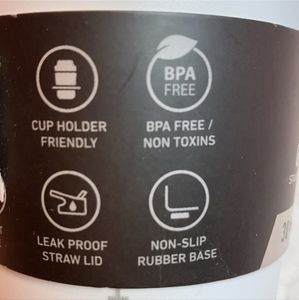 BPA
FREE
CUP HOLDER
FRIENDLY
BPA FREE /
NON TOXINS
LEAK PROOF
STRAW LID
NON-SLIP
RUBBER BASE